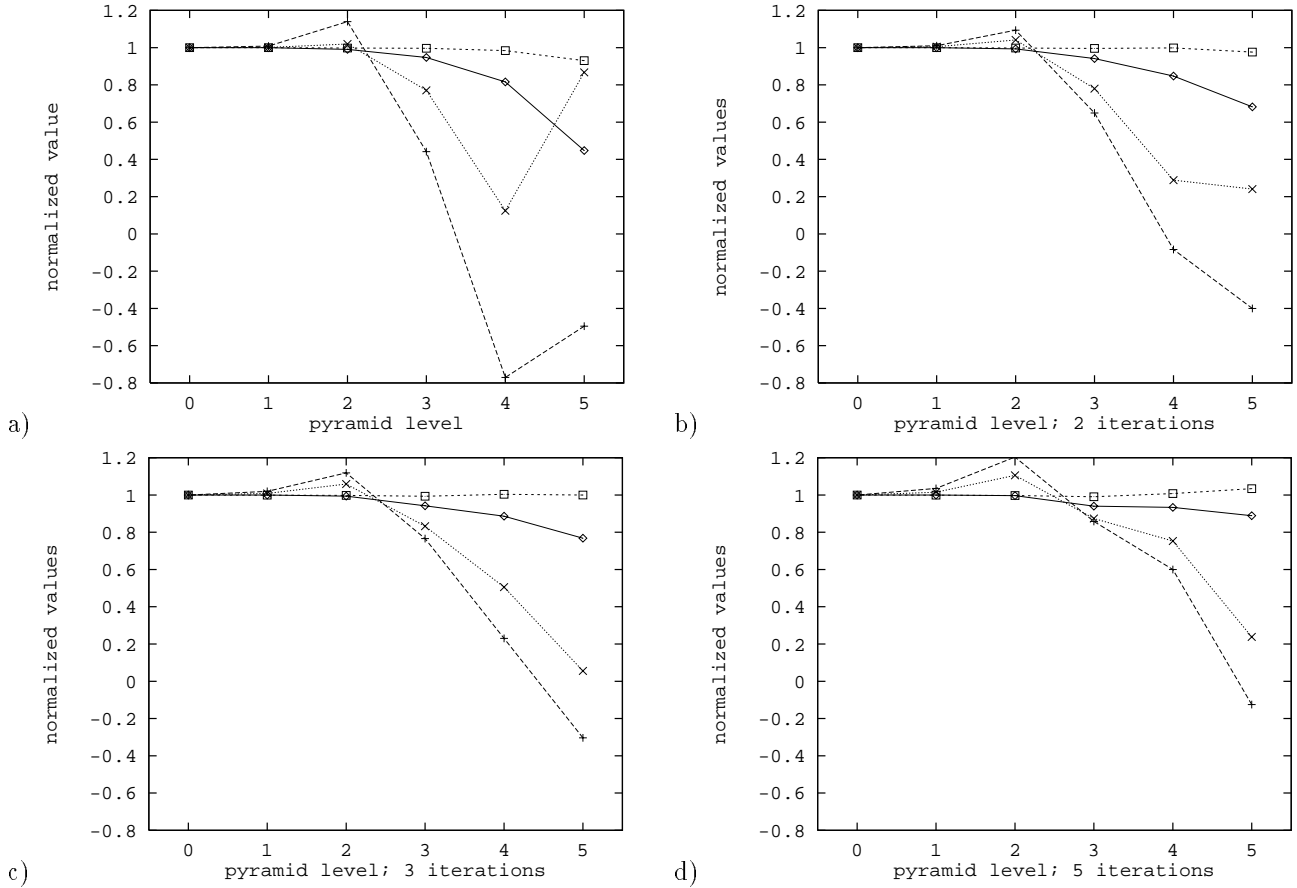 1.2
1
0.8
0.6
0.4
0.2
0
-0.2
-0.4
-0.6
-0.8
normalized value
0 1 2 3 4 5
pyramid level
a)
1.2
1
0.8
0.6
0.4
0.2
0
-0.2
-0.4
-0.6
-0.8
normalized values
0 1 2 3 4 5
pyramid level; 2 iterations
b)
1.2
1
0.8
0.6
0.4
0.2
0
-0.2
-0.4
-0.6
-0.8
normalized values
0 1 2 3 4 5
pyramid level; 3 iterations
c)
1.2
1
0.8
0.6
0.4
0.2
0
-0.2
-0.4
-0.6
-0.8
normalized values
0 1 2 3 4 5
pyramid level; 5 iterations
d)